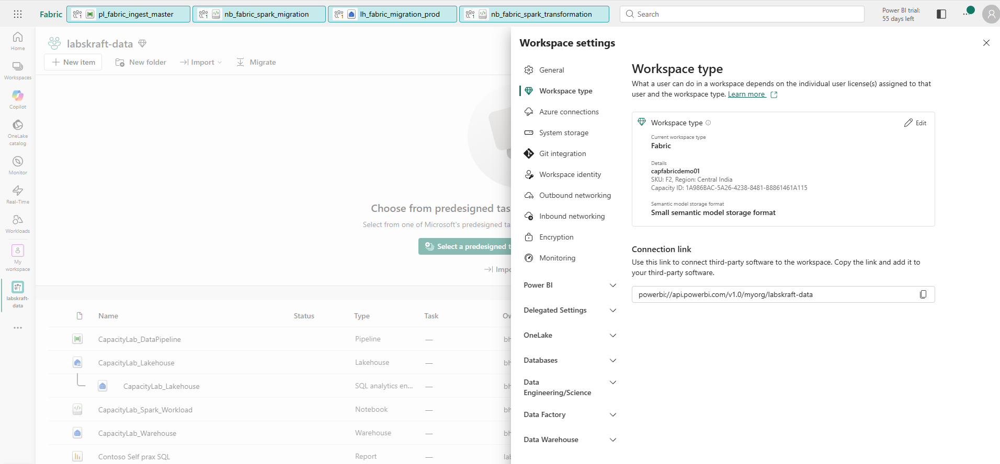 Fabric
pl_fabric_ingest_master
nb_fabric_spark_migration
lh_fabric_migration_prod
nb_fabric_spark_transformation
Search
Power BI trial:
55 days left
Home
Workspaces
Copilot
OneLake
catalog
Monitor
Real-Time
Workloads
My
workspace
labskraft-
data
labskraft-data
New item
New folder
Import
Migrate
Choose from predesigned tas
Select from one of Microsoft's predesigned ta
Select a predesigned t
Impo
Name
Status
Type
Task
Ow
CapacityLab_DataPipeline
Pipeline
—
bh
CapacityLab_Lakehouse
Lakehouse
—
bh
CapacityLab_Lakehouse
SQL analytics en...
—
bh
CapacityLab_Spark_Workload
Notebook
—
bh
CapacityLab_Warehouse
Warehouse
—
bh
Contoso Self prax SQL
Report
—
lal
Workspace settings
General
Workspace type
Azure connections
System storage
Git integration
Workspace identity
Outbound networking
Inbound networking
Encryption
Monitoring
Power BI
Delegated Settings
OneLake
Databases
Data
Engineering/Science
Data Factory
Data Warehouse
Workspace type
What a user can do in a workspace depends on the individual user license(s) assigned to that
user and the workspace type. Learn more
Workspace type
Edit
Current workspace type
Fabric
Details
capfabricdemo01
SKU: F2, Region: Central India
Capacity ID: 1A986BAC-5A26-4238-8481-B8861461A115
Semantic model storage format
Small semantic model storage format
Connection link
Use this link to connect third-party software to the workspace. Copy the link and add it to
your third-party software.
powerbi://api.powerbi.com/v1.0/myorg/labskraft-data